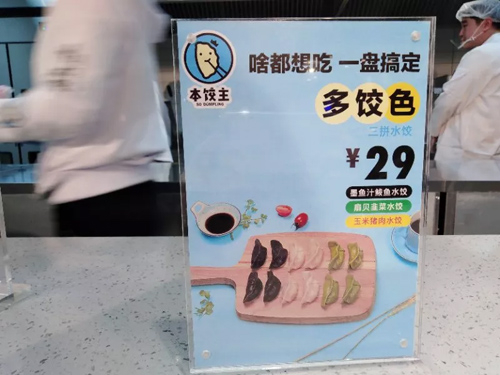 啥都想吃 一盘搞定
本饺主
SO DUMPLING
多饺色
三拼水饺
¥29
墨鱼汁鲅鱼水饺
扇贝韭菜水饺
玉米猪肉水饺